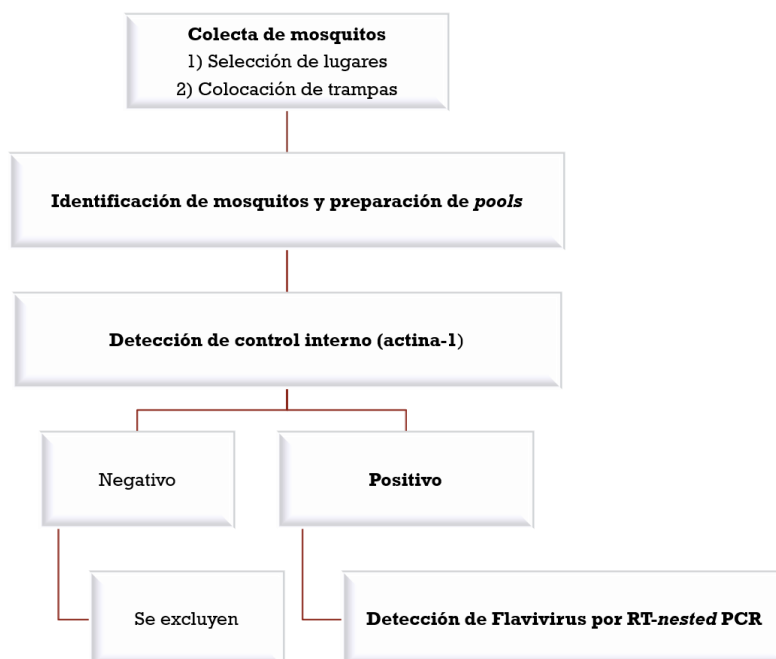 Colecta de mosquitos
1) Selección de lugares
2) Colocación de trampas
Identificación de mosquitos y preparación de pools
Detección de control interno (actina-1)
Negativo
Positivo
Se excluyen
Detección de Flavivirus por RT-nested PCR